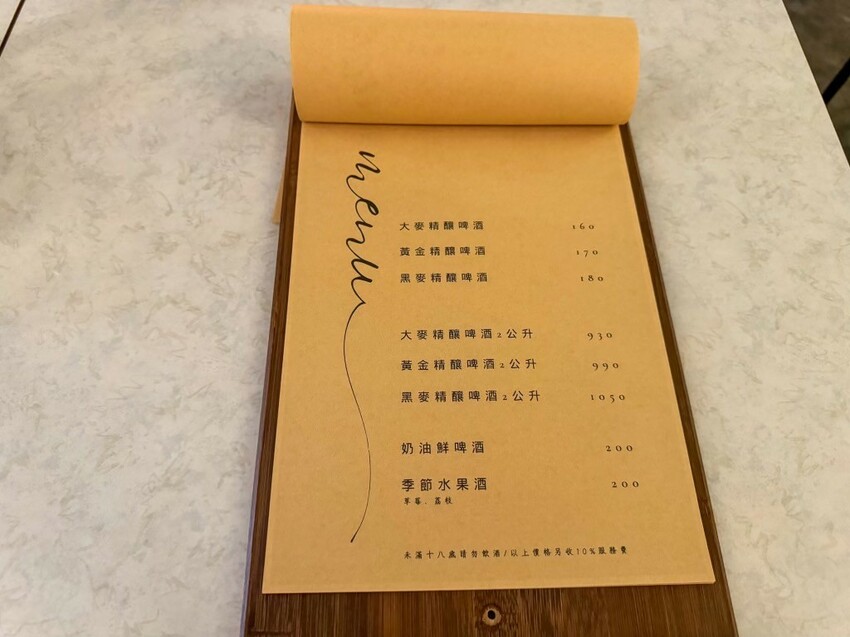 menu
大麥精釀啤酒 160
黃金精釀啤酒 170
黑麥精釀啤酒 180
大麥精釀啤酒2公升 930
黃金精釀啤酒2公升 990
黑麥精釀啤酒2公升 1050
奶油鮮啤酒 200
季節水果酒 200
草莓．荔枝
未滿十八歲請勿飲酒/以上價格另收10%服務費